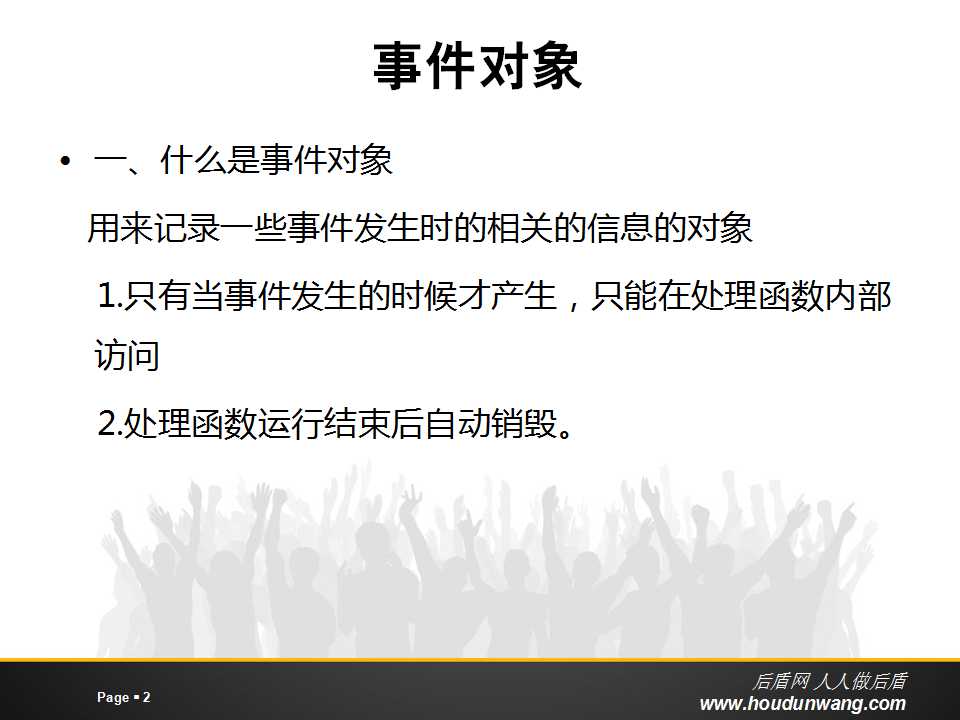 事件对象
• 一、什么是事件对象
用来记录一些事件发生时的相关的信息的对象
1.只有当事件发生的时候才产生，只能在处理函数内部
访问
2.处理函数运行结束后自动销毁。
Page ▪ 2
后盾网 人人做后盾
www.houdunwang.com